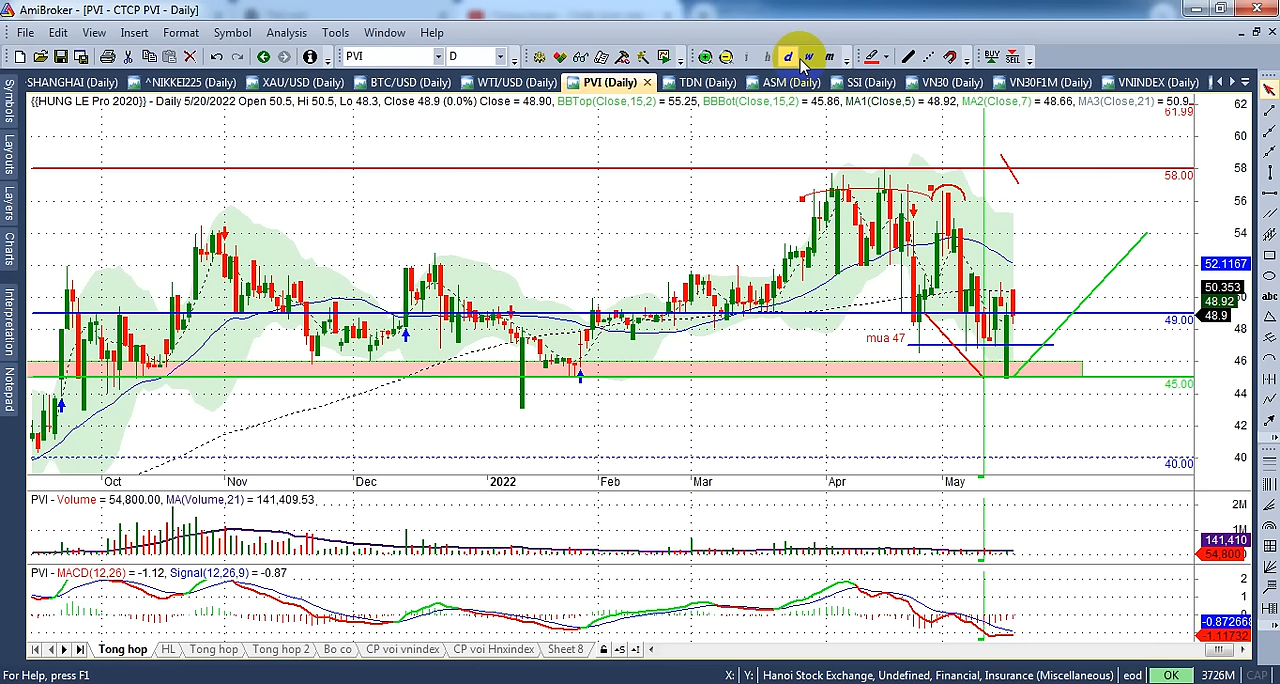 AmiBroker - [PVI - CTCP PVI - Daily]
File Edit View Insert Format Symbol Analysis Tools Window Help
PVI D i h d w m BUY SELL
-SHANGHAI (Daily) ^NIKKEI225 (Daily) XAU/USD (Daily) BTC/USD (Daily) WTI/USD (Daily) PVI (Daily) TDN (Daily) ASM (Daily) SSI (Daily) VN30 (Daily) VN30F1M (Daily) VNINDEX (Daily)
{{HUNG LE Pro 2020}} - Daily 5/20/2022 Open 50.5, Hi 50.5, Lo 48.3, Close 48.9 (0.0%) Close = 48.90, BBTop(Close,15,2) = 55.25, BBBot(Close,15,2) = 45.86, MA1(Close,5) = 48.92, MA2(Close,7) = 48.66, MA3(Close,21) = 50.9
Symbols
Layouts
Layers
Charts
Interpretation
Notepad
62
61.99
60
58
58.00
56
54
52.1167
50.353
48.92
48.9
49.00
48
46
45.00
44
42
40
40.00
mua 47
abc
Oct Nov Dec 2022 Feb Mar Apr May
PVI - Volume = 54,800.00, MA(Volume,21) = 141,409.53
2M
1M
141,410
54,800
PVI - MACD(12,26) = -1.12, Signal(12,26,9) = -0.87
2
1
0
-0.872668
-1.11732
Tong hop HL Tong hop Tong hop 2 Bo co CP voi vnindex CP voi Hnxindex Sheet 8
For Help, press F1 X: Y: Hanoi Stock Exchange, Undefined, Financial, Insurance (Miscellaneous) eod OK 3726M CAP